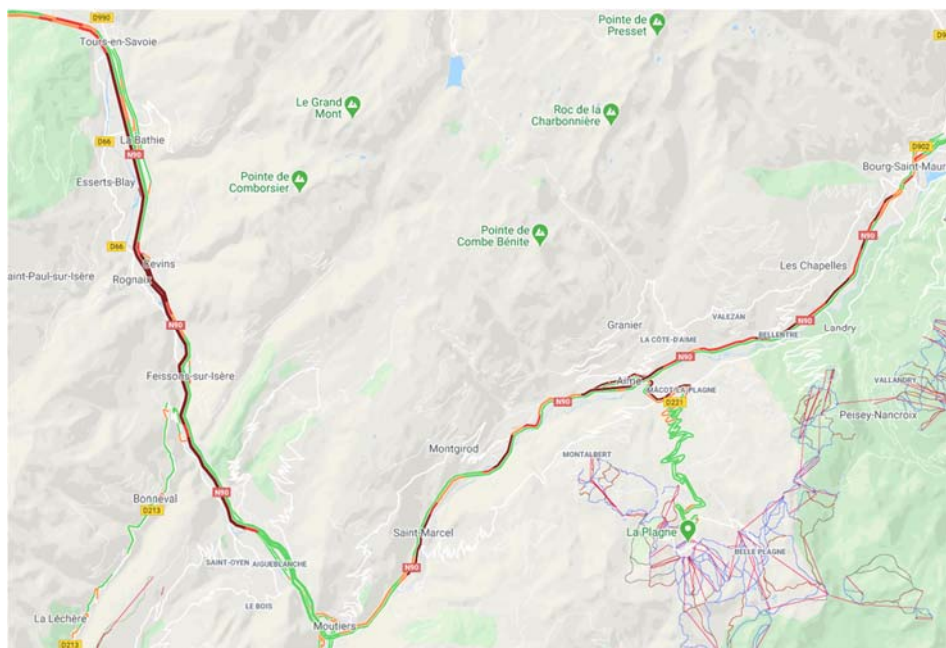 D990
Tours-en-Savoie
Pointe de
Presset
Le Grand
Mont
Roc de la
Charbonnière
D66
La Bathie
N90
D902
Bourg-Saint-Maur
Esserts-Blay
Pointe de
Comborsier
Pointe de
Combe Bénite
N90
D66
Cevins
aint-Paul-sur-Isère
Rognaix
Les Chapelles
N90
VALEZAN
N90
Granier
Landry
LA CÔTE-D'AIME
BELLENTRE
N90
Feissons-sur-Isère
Aime
VALLANDRY
MÂCOT-LA-PLAGNE
N90
D221
Peisey-Nancroix
Montgirod
MONTALBERT
N90
Bonneval
D213
Saint-Marcel
La Plagne
BELLE PLAGNE
SAINT-OYEN
AIGUEBLANCHE
N90
LE BOIS
La Léchère
Moutiers
D213